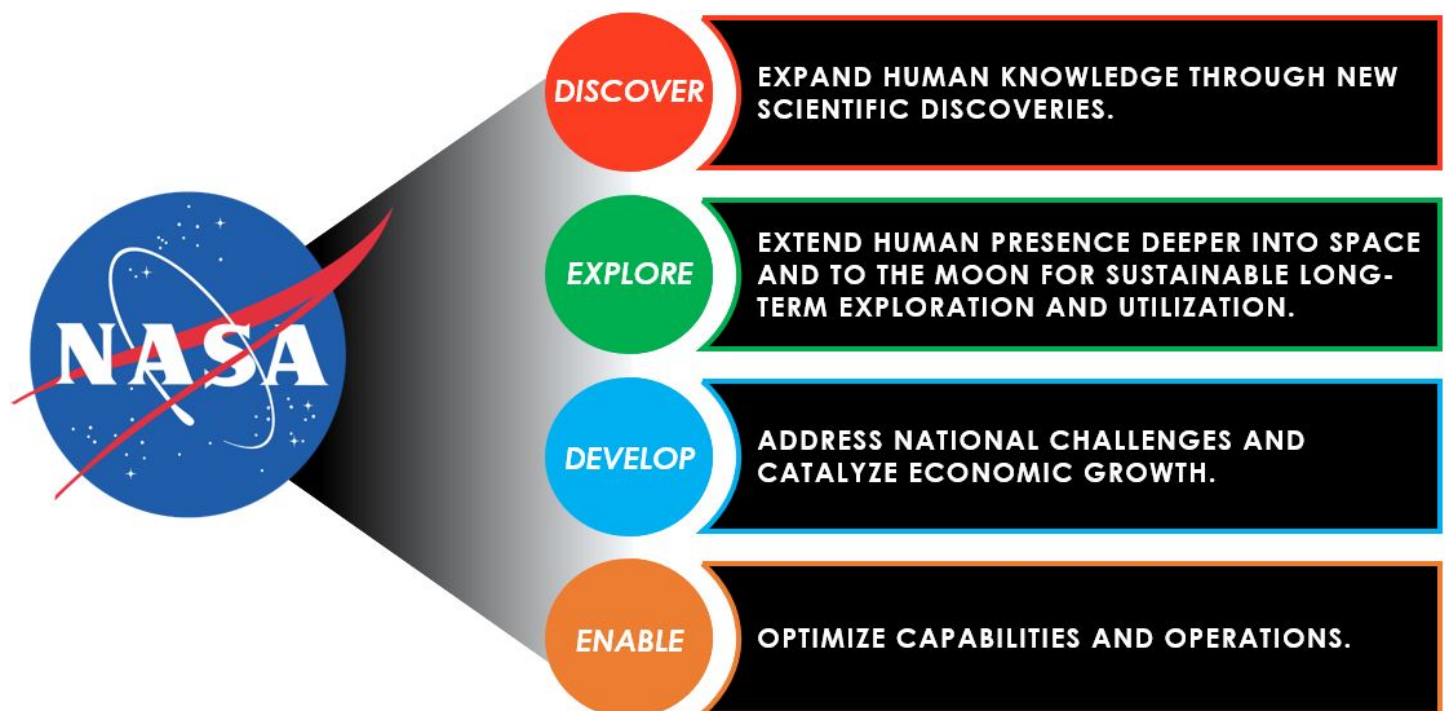 NASA
DISCOVER
EXPAND HUMAN KNOWLEDGE THROUGH NEW
SCIENTIFIC DISCOVERIES.
EXPLORE
EXTEND HUMAN PRESENCE DEEPER INTO SPACE
AND TO THE MOON FOR SUSTAINABLE LONG-
TERM EXPLORATION AND UTILIZATION.
DEVELOP
ADDRESS NATIONAL CHALLENGES AND
CATALYZE ECONOMIC GROWTH.
ENABLE
OPTIMIZE CAPABILITIES AND OPERATIONS.